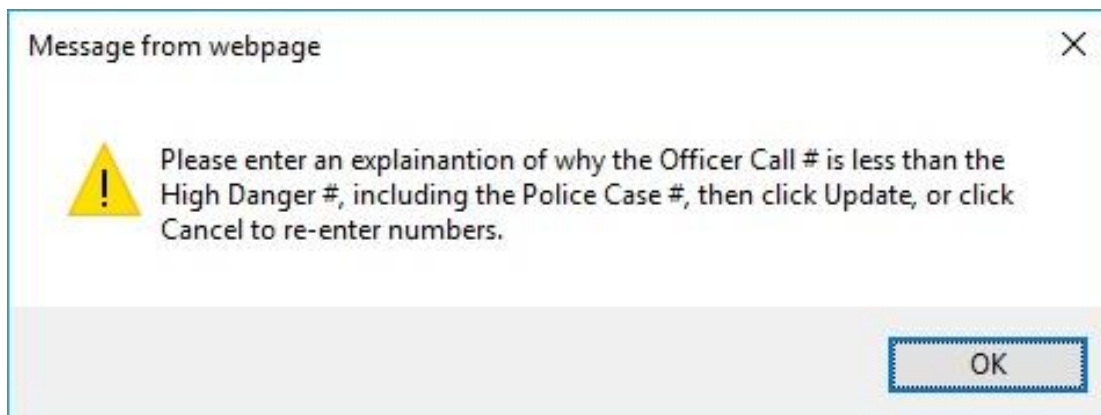 Message from webpage
Please enter an explainantion of why the Officer Call # is less than the
High Danger #, including the Police Case #, then click Update, or click
Cancel to re-enter numbers.
OK